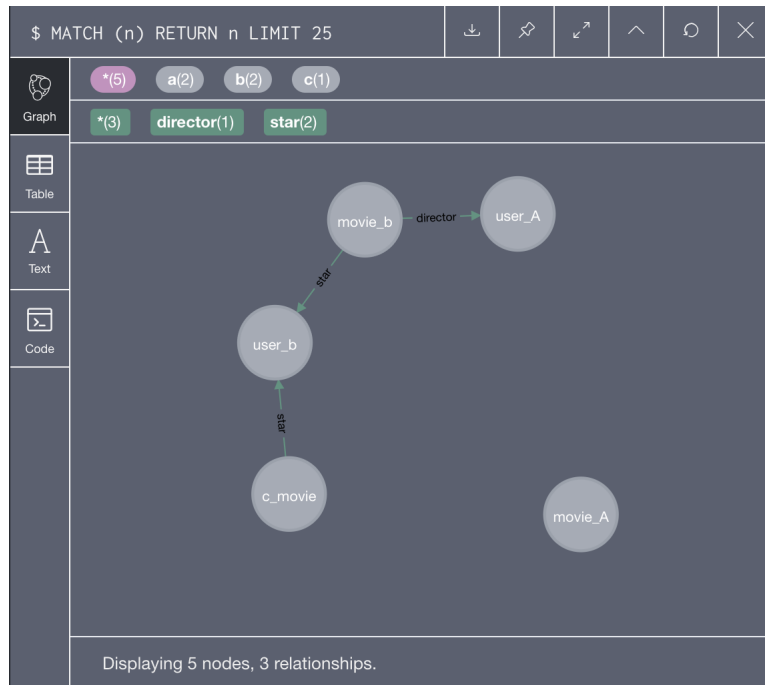 $ MATCH (n) RETURN n LIMIT 25
*(5) a(2) b(2) c(1)
Graph
*(3) director(1) star(2)
Table
A
Text
Code
movie_b
director
user_A
star
user_b
star
c_movie
movie_A
Displaying 5 nodes, 3 relationships.